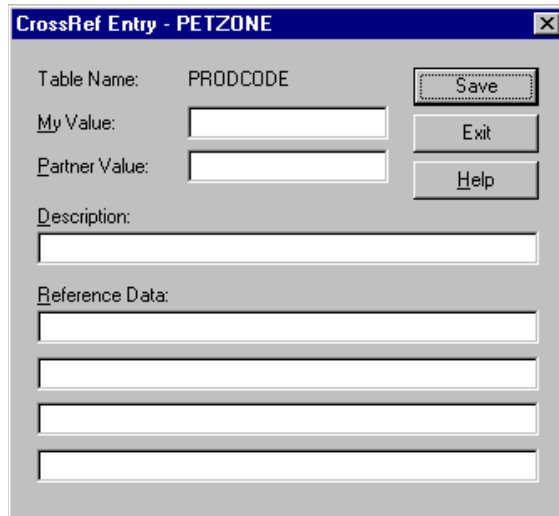 CrossRef Entry - PETZONE
Table Name: PRODCODE
Save
My Value:
Exit
Partner Value:
Help
Description:
Reference Data: